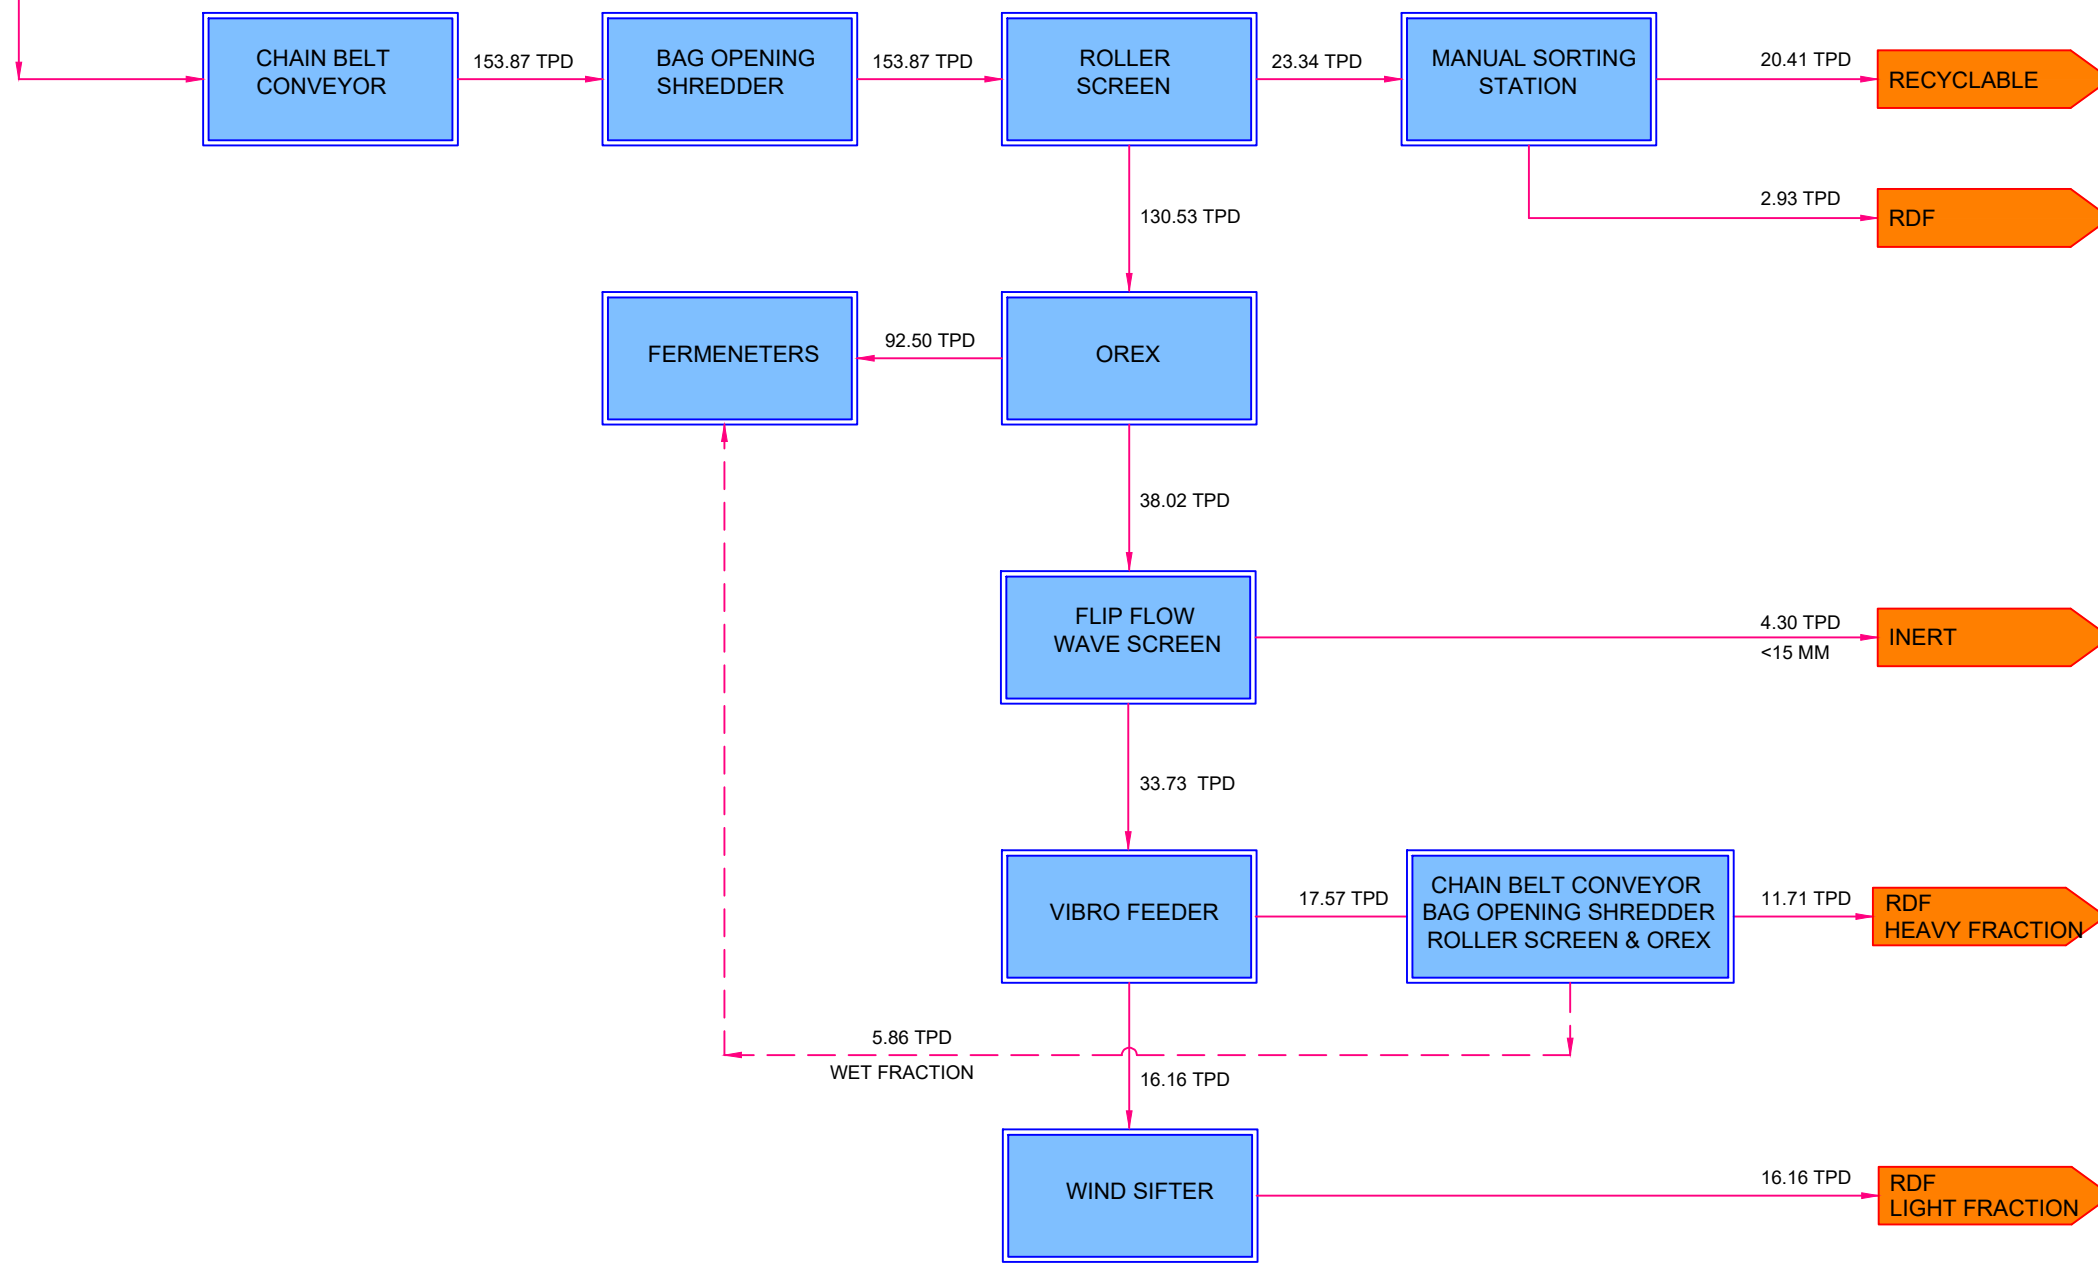 CHAIN BELT
CONVEYOR
153.87 TPD
BAG OPENING
SHREDDER
153.87 TPD
ROLLER
SCREEN
23.34 TPD
MANUAL SORTING
STATION
20.41 TPD
RECYCLABLE
2.93 TPD
RDF
130.53 TPD
FERMENETERS
92.50 TPD
OREX
38.02 TPD
FLIP FLOW
WAVE SCREEN
4.30 TPD
<15 MM
INERT
33.73 TPD
VIBRO FEEDER
17.57 TPD
CHAIN BELT CONVEYOR
BAG OPENING SHREDDER
ROLLER SCREEN & OREX
11.71 TPD
RDF
HEAVY FRACTION
5.86 TPD
WET FRACTION
16.16 TPD
WIND SIFTER
16.16 TPD
RDF
LIGHT FRACTION